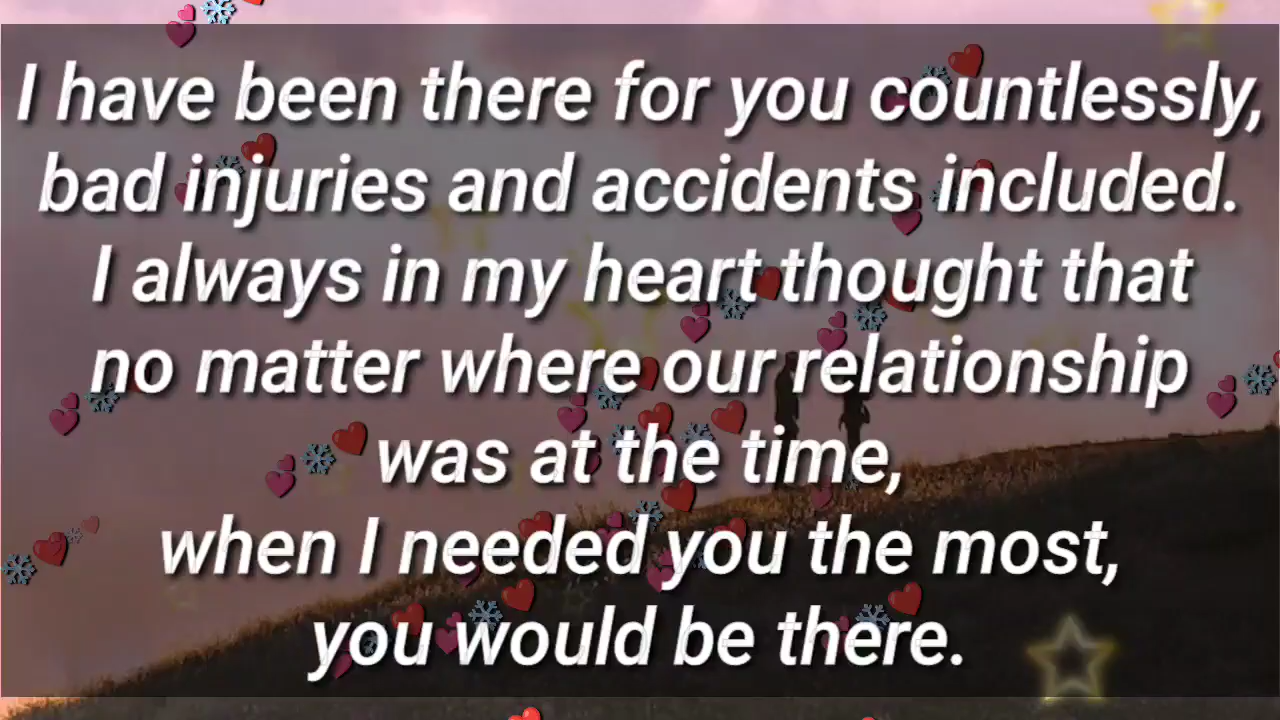 I have been there for you countlessly,
bad injuries and accidents included.
I always in my heart thought that
no matter where our relationship
was at the time,
when I needed you the most,
you would be there.